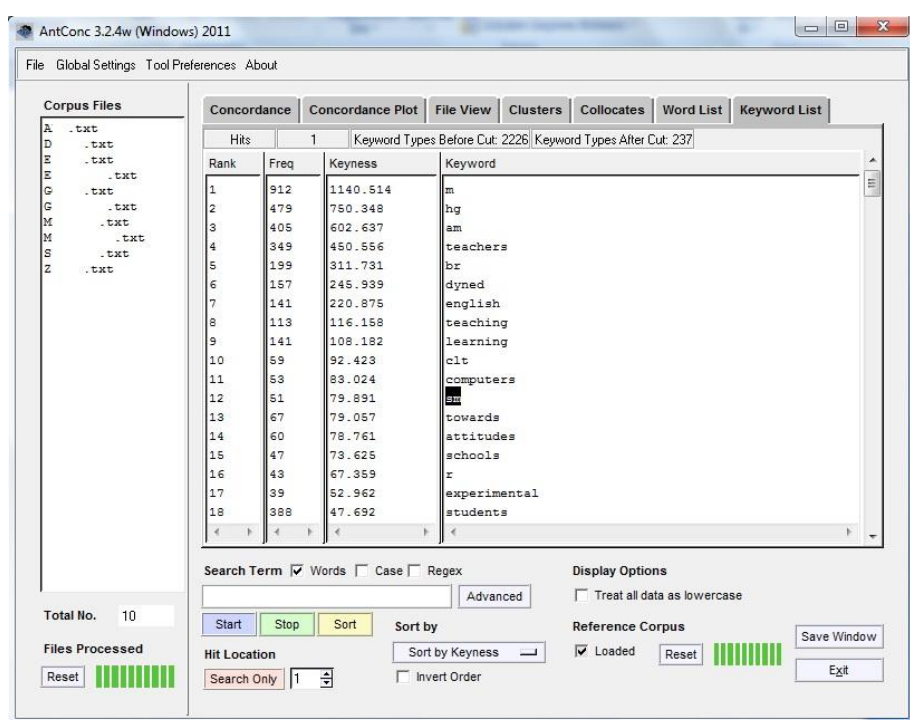 AntConc 3.2.4w (Windows) 2011
File Global Settings Tool Preferences About
Corpus Files
A .txt
D .txt
E .txt
E .txt
G .txt
G .txt
M .txt
M .txt
S .txt
Z .txt
Total No. 10
Files Processed
Reset
Concordance Concordance Plot File View Clusters Collocates Word List Keyword List
Hits 1 Keyword Types Before Cut: 2226 Keyword Types After Cut: 237
Rank Freq Keyness Keyword
1 912 1140.514 m
2 479 750.348 hg
3 405 602.637 am
4 349 450.556 teachers
5 199 311.731 br
6 157 245.939 dyned
7 141 220.875 english
8 113 116.158 teaching
9 141 108.182 learning
10 59 92.423 clt
11 53 83.024 computers
12 51 79.891 sm
13 67 79.057 towards
14 60 78.761 attitudes
15 47 73.625 schools
16 43 67.359 r
17 39 52.962 experimental
18 388 47.692 students
Search Term Words Case Regex
Advanced
Start Stop Sort
Hit Location
Search Only 1
Sort by
Sort by Keyness
Invert Order
Display Options
Treat all data as lowercase
Reference Corpus
Loaded Reset
Save Window
Exit